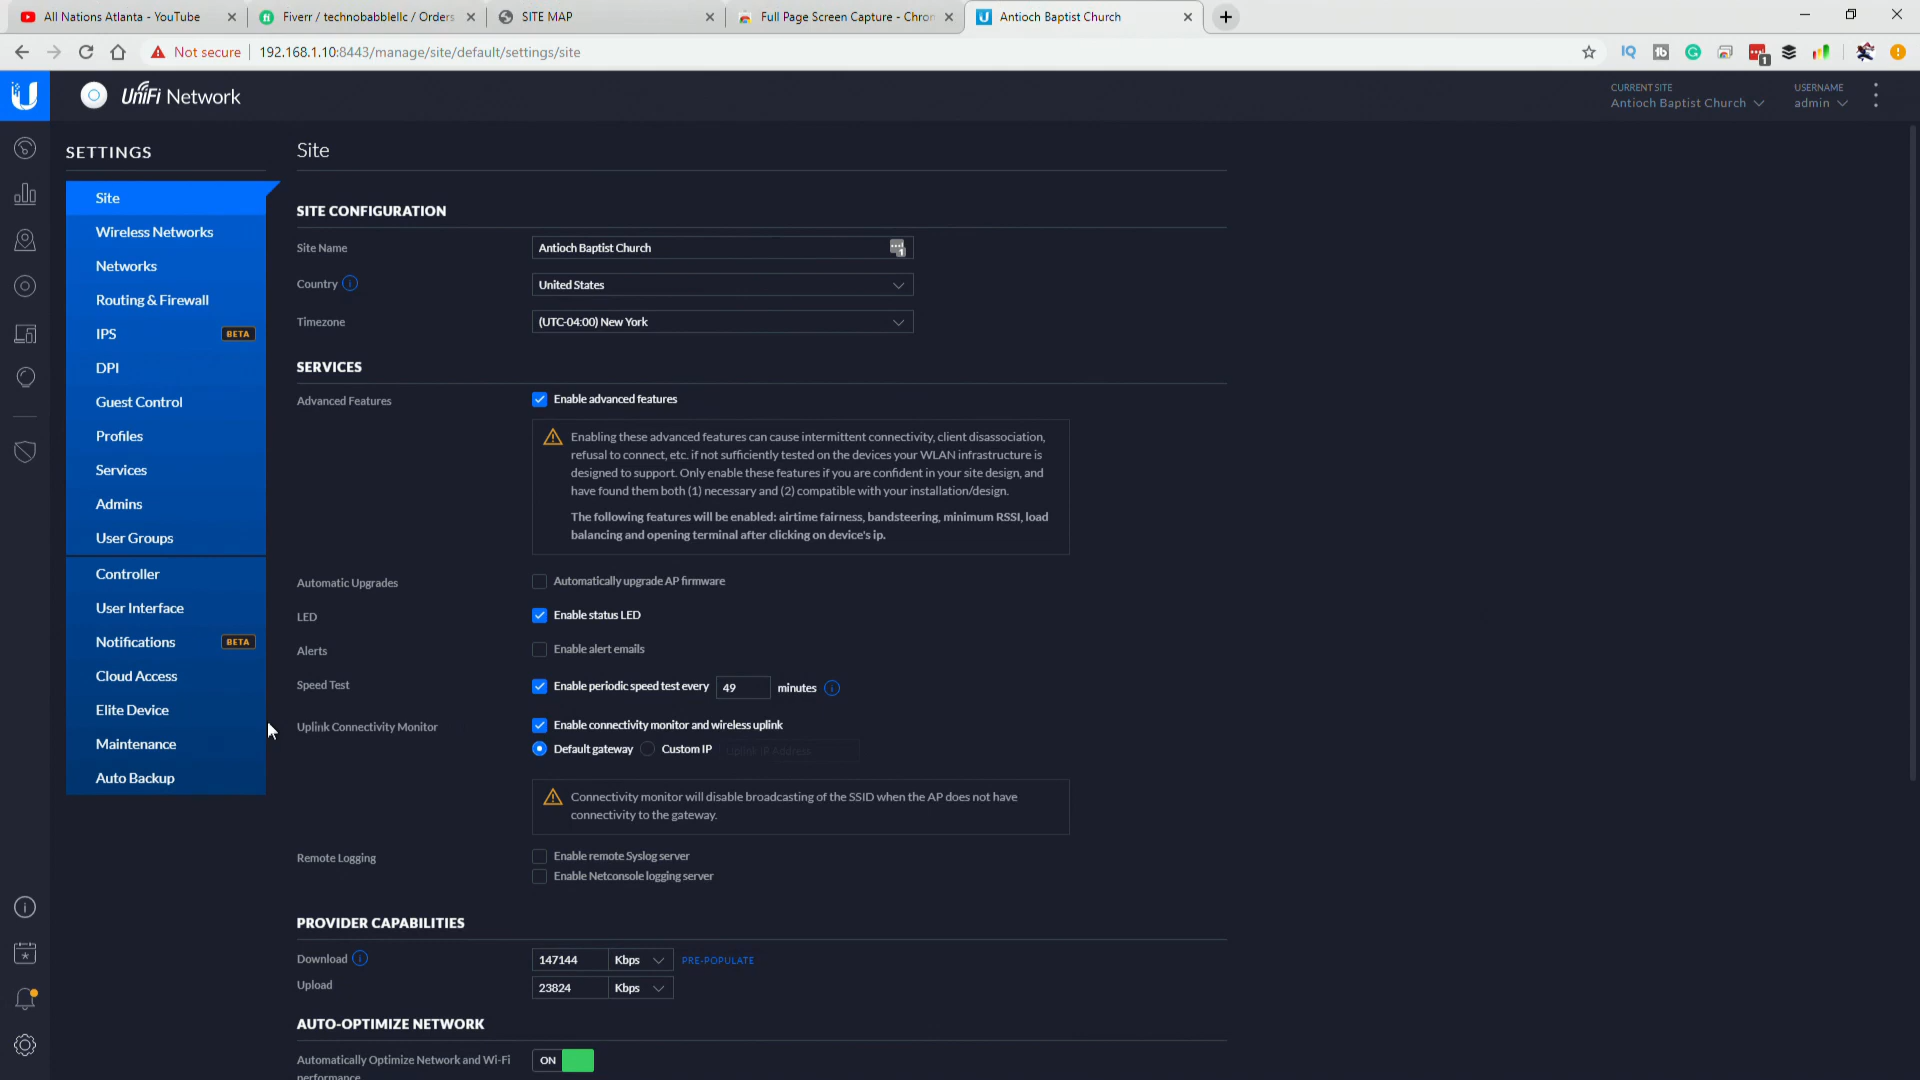 All Nations Atlanta - YouTube
Fiverr / technobabblellc / Orders
SITE MAP
Full Page Screen Capture - Chron
Antioch Baptist Church
Not secure
192.168.1.10:8443/manage/site/default/settings/site
UniFi Network
CURRENT SITE
Antioch Baptist Church
USERNAME
admin
SETTINGS
Site
Wireless Networks
Networks
Routing & Firewall
IPS BETA
DPI
Guest Control
Profiles
Services
Admins
User Groups
Controller
User Interface
Notifications BETA
Cloud Access
Elite Device
Maintenance
Auto Backup
Site
SITE CONFIGURATION
Site Name Antioch Baptist Church
Country United States
Timezone (UTC-04:00) New York
SERVICES
Advanced Features Enable advanced features
Enabling these advanced features can cause intermittent connectivity, client disassociation,
refusal to connect, etc. if not sufficiently tested on the devices your WLAN infrastructure is
designed to support. Only enable these features if you are confident in your site design, and
have found them both (1) necessary and (2) compatible with your installation/design.
The following features will be enabled: airtime fairness, bandsteering, minimum RSSI, load
balancing and opening terminal after clicking on device's ip.
Automatic Upgrades Automatically upgrade AP firmware
LED Enable status LED
Alerts Enable alert emails
Speed Test Enable periodic speed test every 49 minutes
Uplink Connectivity Monitor Enable connectivity monitor and wireless uplink
Default gateway Custom IP
Connectivity monitor will disable broadcasting of the SSID when the AP does not have
connectivity to the gateway.
Remote Logging Enable remote Syslog server
Enable Netconsole logging server
PROVIDER CAPABILITIES
Download 147144 Kbps PRE-POPULATE
Upload 23824 Kbps
AUTO-OPTIMIZE NETWORK
Automatically Optimize Network and Wi-Fi ON
performance